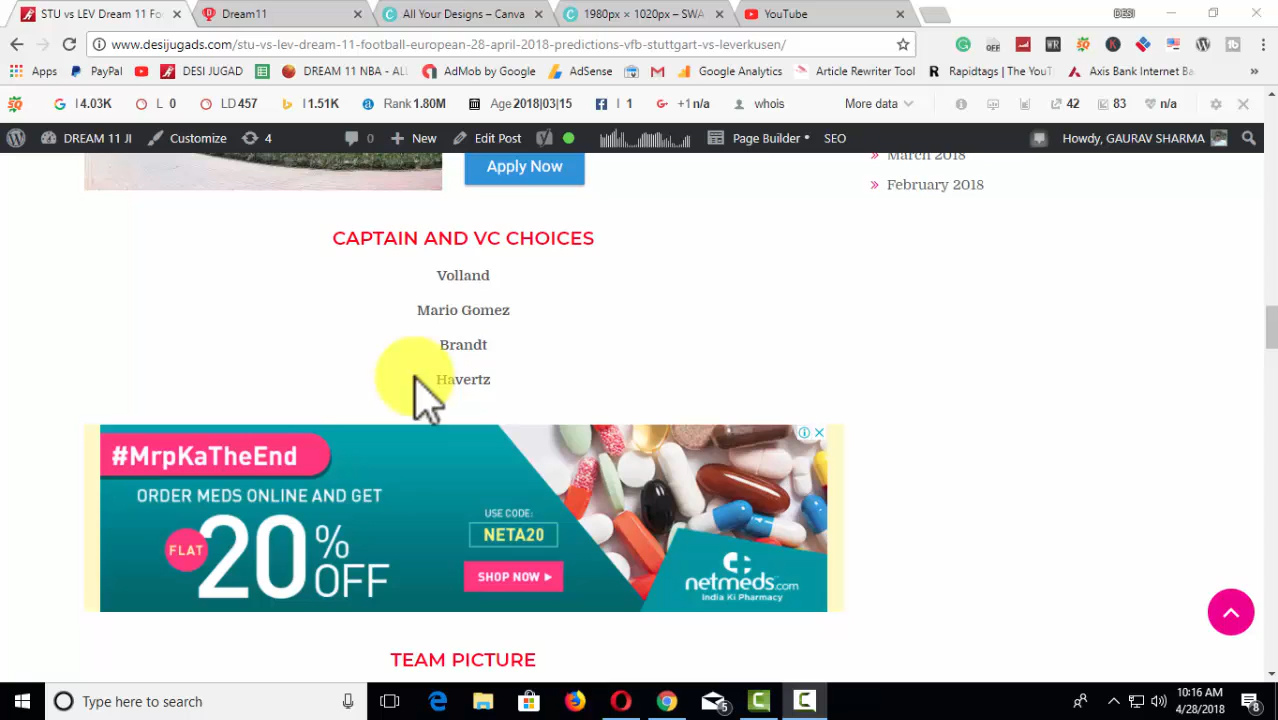 STU vs LEV Dream 11 Fo
Dream11
All Your Designs – Canva
1980px × 1020px – SWA
YouTube
DESI
www.desijugads.com/stu-vs-lev-dream-11-football-european-28-april-2018-predictions-vfb-stuttgart-vs-leverkusen/
OFF
WR
Apps
PayPal
DESI JUGAD
DREAM 11 NBA - ALL
AdMob by Google
AdSense
Google Analytics
Article Rewriter Tool
Rapidtags | The YouT
Axis Bank Internet Ba
I 4.03K
L 0
LD 457
I 1.51K
Rank 1.80M
Age 2018|03|15
I 1
+1 n/a
whois
More data
42
83
n/a
DREAM 11 JI
Customize
4
0
New
Edit Post
Page Builder
SEO
Howdy, GAURAV SHARMA
Apply Now
March 2018
February 2018
CAPTAIN AND VC CHOICES
Volland
Mario Gomez
Brandt
Havertz
#MrpKaTheEnd
ORDER MEDS ONLINE AND GET
FLAT 20% OFF
USE CODE:
NETA20
SHOP NOW
netmeds.com
India Ki Pharmacy
TEAM PICTURE
Type here to search
5
10:16 AM
4/28/2018
8